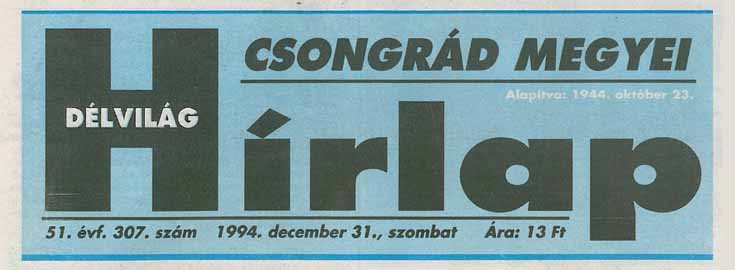 CSONGRÁD MEGYEI
Alapítva: 1944. október 23.
DÉLVILÁG
Hírlap
51. évf. 307. szám 1994. december 31., szombat Ára: 13 Ft